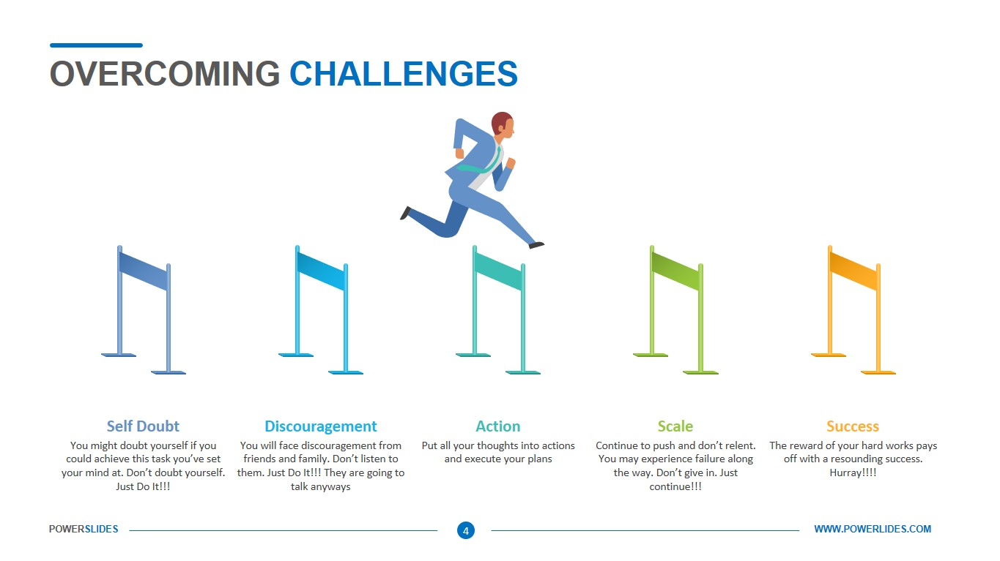 OVERCOMING CHALLENGES
Self Doubt
You might doubt yourself if you
could achieve this task you’ve set
your mind at. Don’t doubt yourself.
Just Do It!!!
Discouragement
You will face discouragement from
friends and family. Don’t listen to
them. Just Do It!!! They are going to
talk anyways
Action
Put all your thoughts into actions
and execute your plans
Scale
Continue to push and don’t relent.
You may experience failure along
the way. Don’t give in. Just
continue!!!
Success
The reward of your hard works pays
off with a resounding success.
Hurray!!!!
POWERSLIDES
4
WWW.POWERLIDES.COM